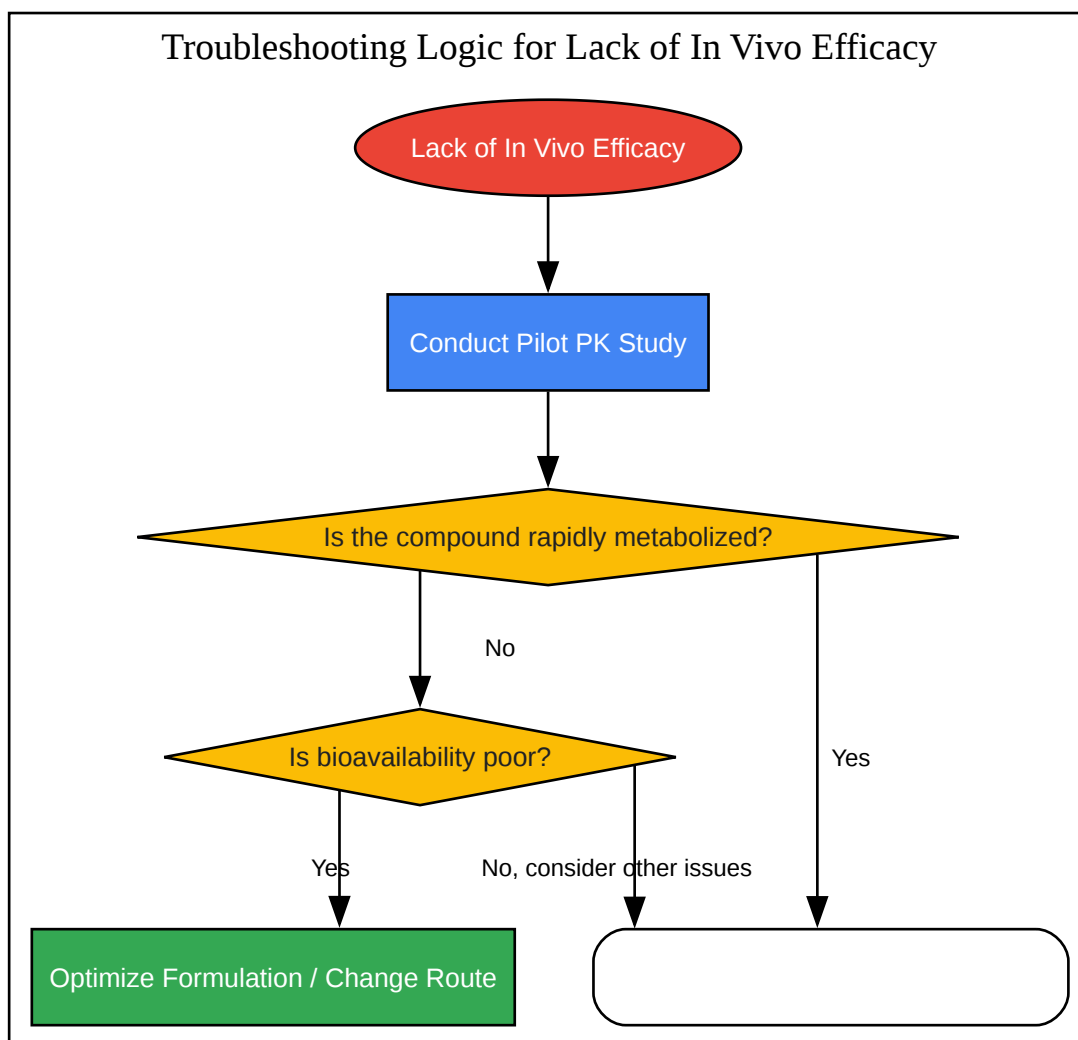 Troubleshooting Logic for Lack of In Vivo Efficacy
Lack of In Vivo Efficacy
Conduct Pilot PK Study
Is the compound rapidly metabolized?
No
Is bioavailability poor?
Yes
Yes
No, consider other issues
Optimize Formulation / Change Route